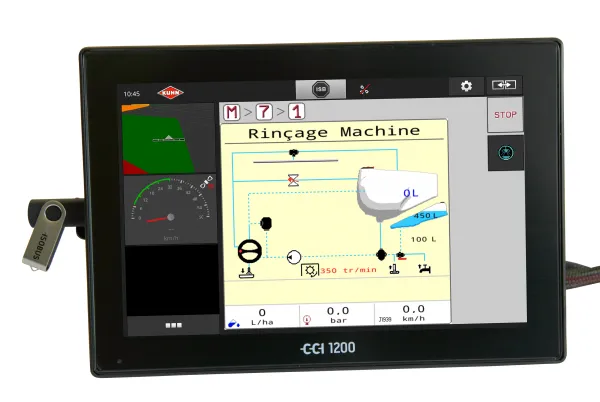 10:45
KUHN
ISB
STOP
M > 7 > 1
Rinçage Machine
0L
450 L
100 L
350 tr/min
0
L/ha
0.0
bar
0.0
km/h
ISOBUS
CCI 1200